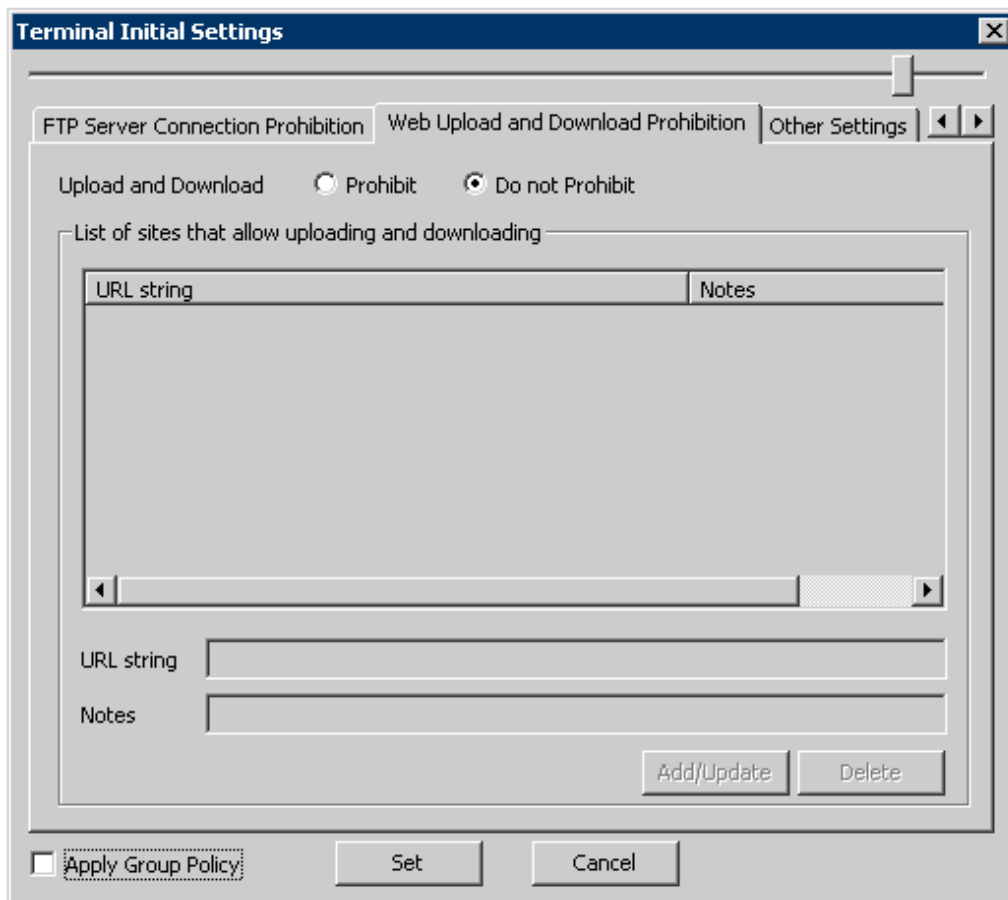 Terminal Initial Settings
FTP Server Connection Prohibition Web Upload and Download Prohibition Other Settings
Upload and Download Prohibit Do not Prohibit
List of sites that allow uploading and downloading
URL string Notes
URL string
Notes
Add/Update Delete
Apply Group Policy Set Cancel